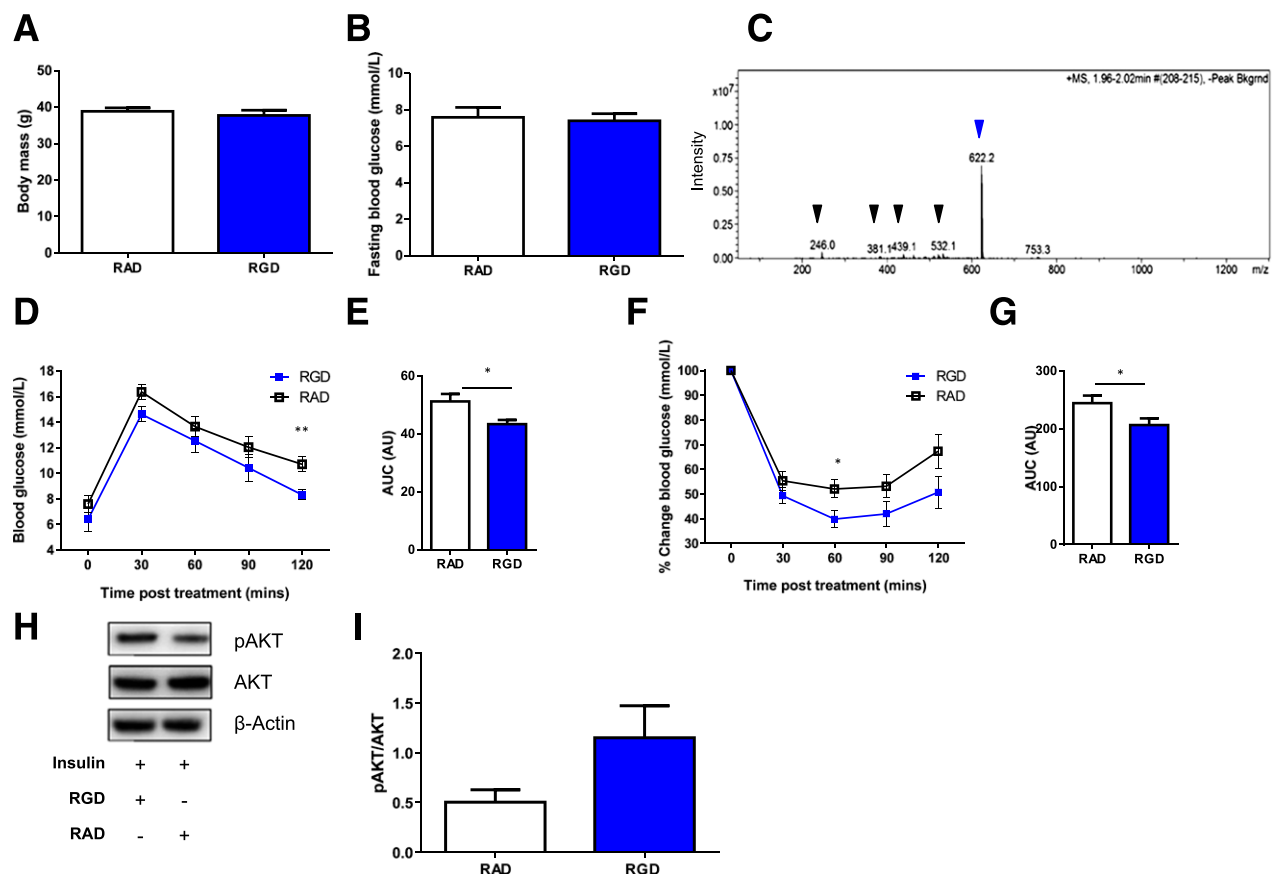 A
B
C
50
40
30
20
10
0
Body mass (g)
RAD
RGD
10
8
6
4
2
0
Fasting blood glucose (mmol/L)
RAD
RGD
+MS, 1.96-2.02min #(208-215), -Peak Bkgrnd
x10⁷
1.00
0.75
0.50
0.25
0.00
Intensity
246.0
381.1
439.1
532.1
622.2
753.3
200
400
600
800
1000
1200
m/z
D
E
F
G
18
16
14
12
10
8
6
4
Blood glucose (mmol/L)
RGD
RAD
**
0
30
60
90
120
Time post treatment (mins)
60
40
20
0
AUC (AU)
*
RAD
RGD
100
90
80
70
60
50
40
30
% Change blood glucose (mmol/L)
RGD
RAD
*
0
30
60
90
120
Time post treatment (mins)
300
200
100
0
AUC (AU)
*
RAD
RGD
H
I
pAKT
AKT
β-Actin
Insulin + +
RGD + -
RAD - +
2.0
1.5
1.0
0.5
0.0
pAKT/AKT
RAD
RGD